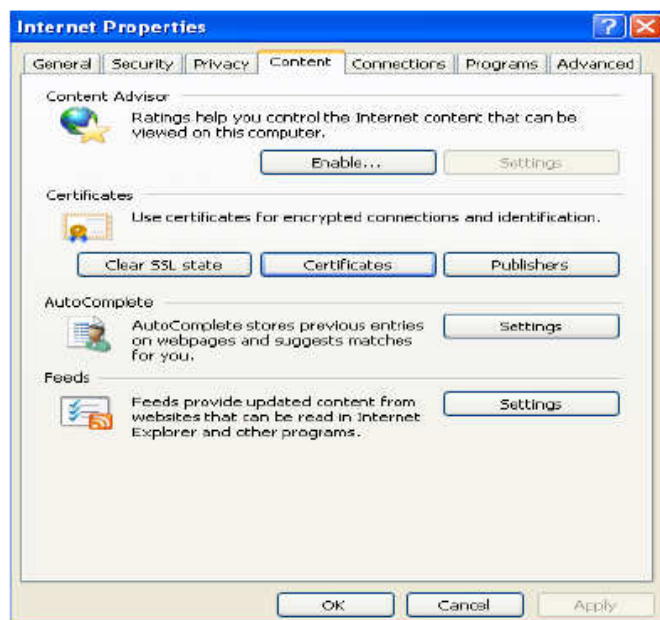 Internet Properties
General Security Privacy Content Connections Programs Advanced
Content Advisor
Ratings help you control the Internet content that can be
viewed on this computer.
Enable... Settings
Certificates
Use certificates for encrypted connections and identification.
Clear SSL state Certificates Publishers
AutoComplete
AutoComplete stores previous entries Settings
on webpages and suggests matches
for you.
Feeds
Feeds provide updated content from Settings
websites that can be read in Internet
Explorer and other programs.
OK Cancel Apply